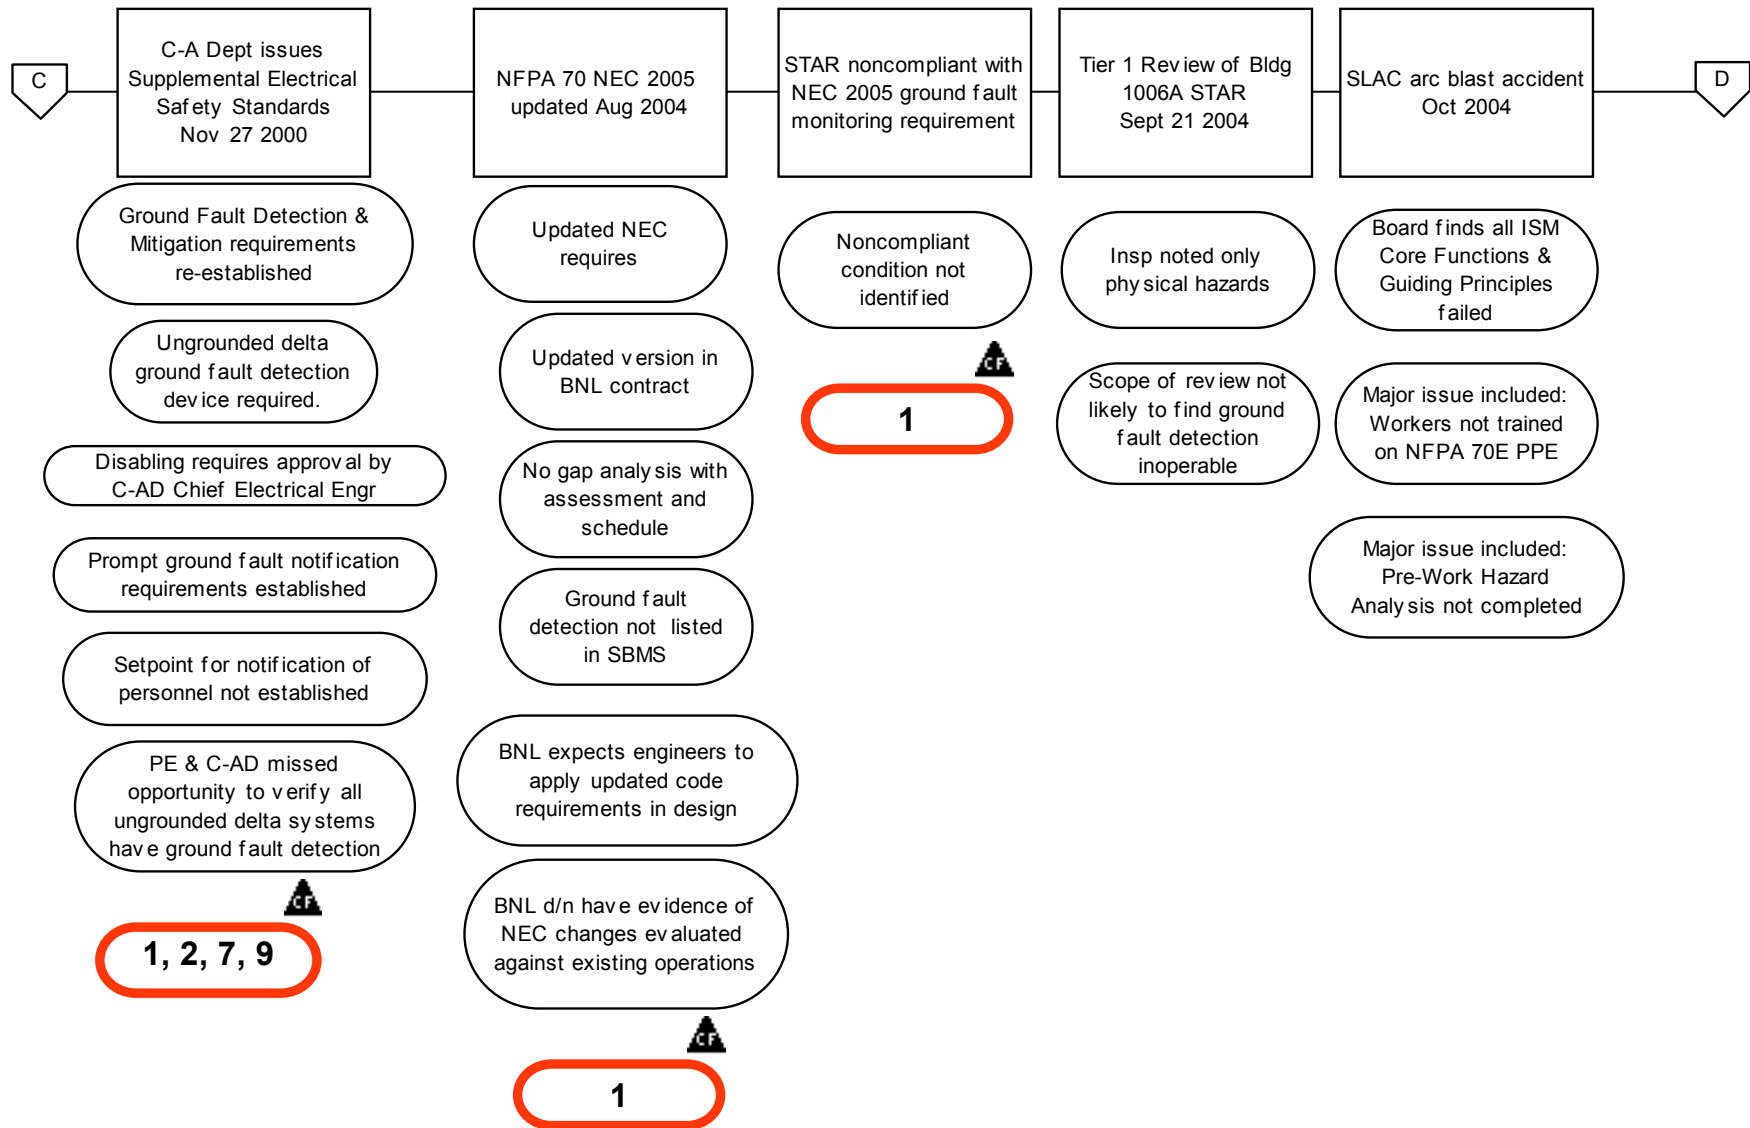 C
C-A Dept issues
Supplemental Electrical
Safety Standards
Nov 27 2000
NFPA 70 NEC 2005
updated Aug 2004
STAR noncompliant with
NEC 2005 ground fault
monitoring requirement
Tier 1 Review of Bldg
1006A STAR
Sept 21 2004
SLAC arc blast accident
Oct 2004
D
Ground Fault Detection &
Mitigation requirements
re-established
Ungrounded delta
ground fault detection
device required.
Disabling requires approval by
C-AD Chief Electrical Engr
Prompt ground fault notification
requirements established
Setpoint for notification of
personnel not established
PE & C-AD missed
opportunity to verify all
ungrounded delta systems
have ground fault detection
CF
1, 2, 7, 9
Updated NEC
requires
Updated version in
BNL contract
No gap analysis with
assessment and
schedule
Ground fault
detection not listed
in SBMS
BNL expects engineers to
apply updated code
requirements in design
BNL d/n have evidence of
NEC changes evaluated
against existing operations
CF
1
Noncompliant
condition not
identified
CF
1
Insp noted only
physical hazards
Scope of review not
likely to find ground
fault detection
inoperable
Board finds all ISM
Core Functions &
Guiding Principles
failed
Major issue included:
Workers not trained
on NFPA 70E PPE
Major issue included:
Pre-Work Hazard
Analysis not completed